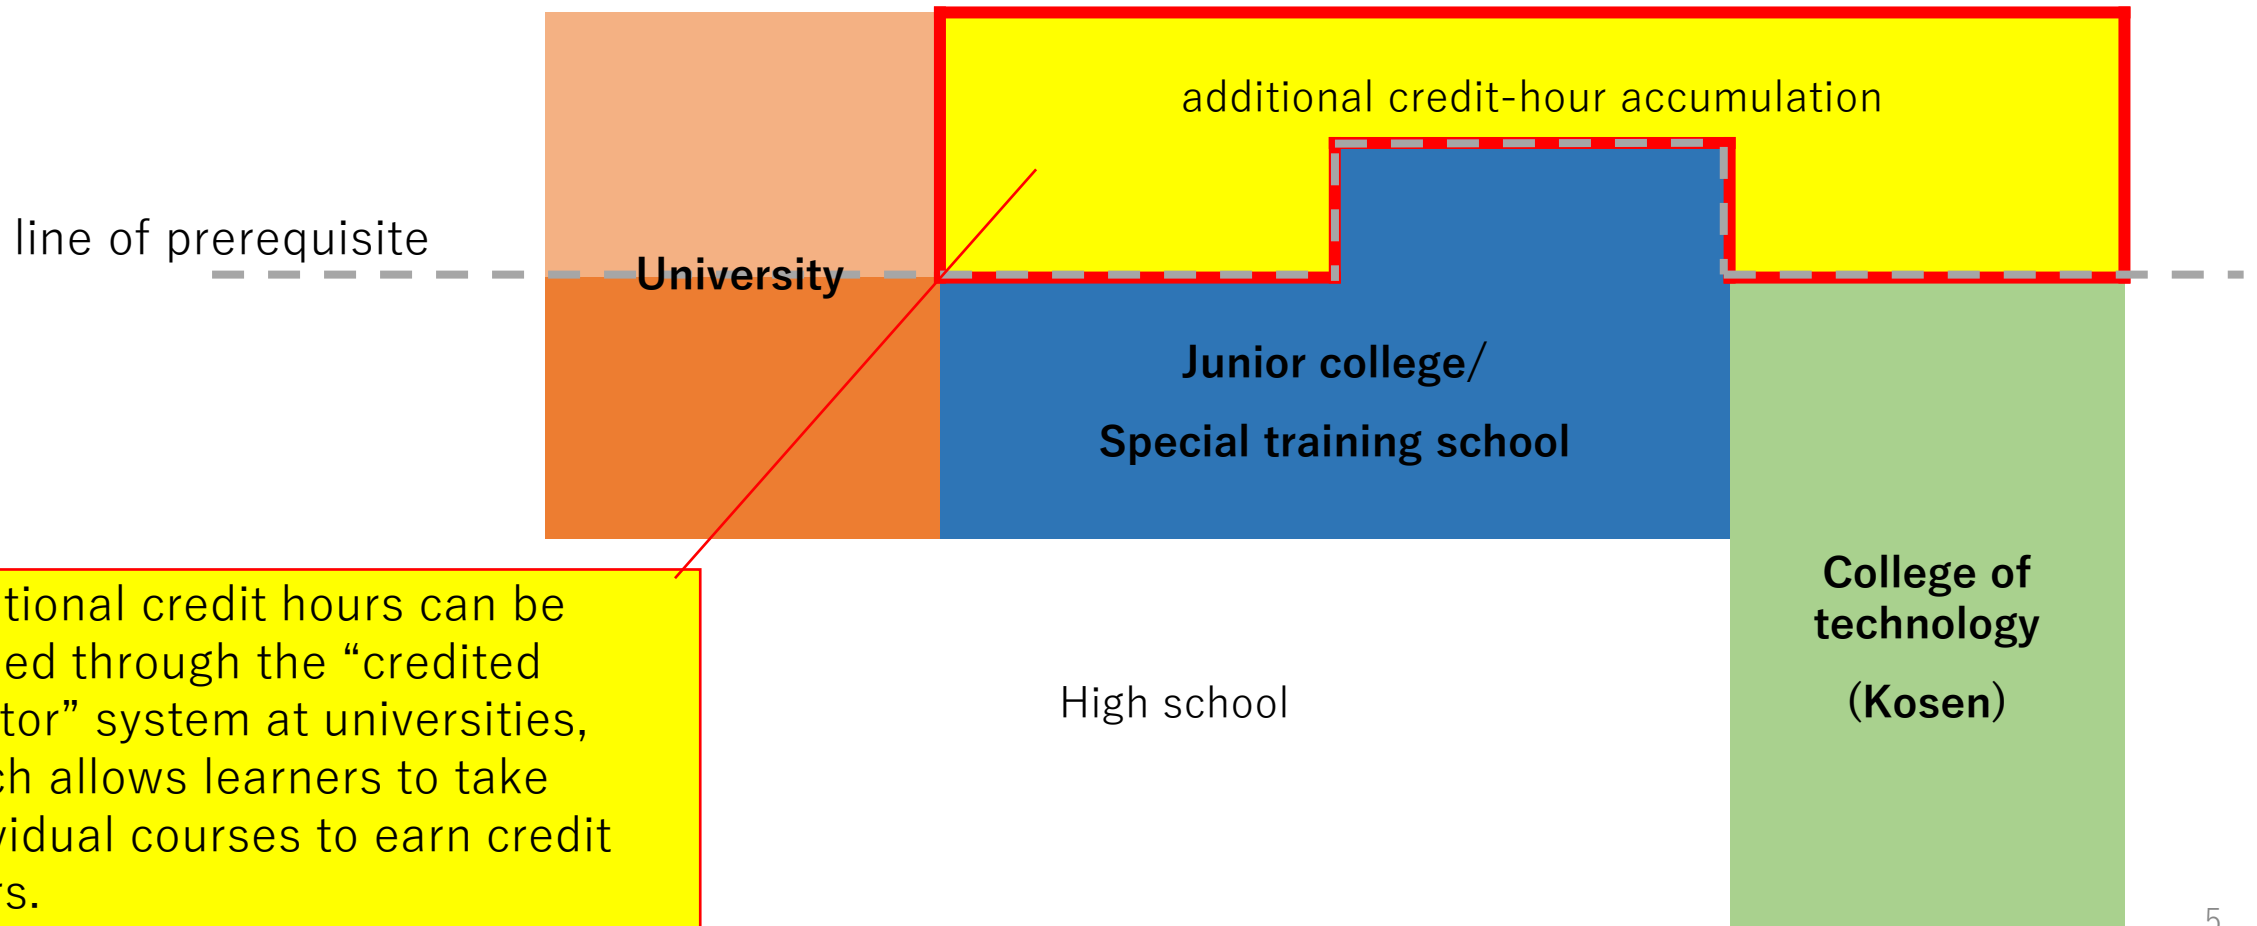 additional credit-hour accumulation
line of prerequisite
University
Junior college/
Special training school
College of
technology
(Kosen)
High school
tional credit hours can be
ed through the “credited
tor” system at universities,
ch allows learners to take
vidual courses to earn credit
rs.
5